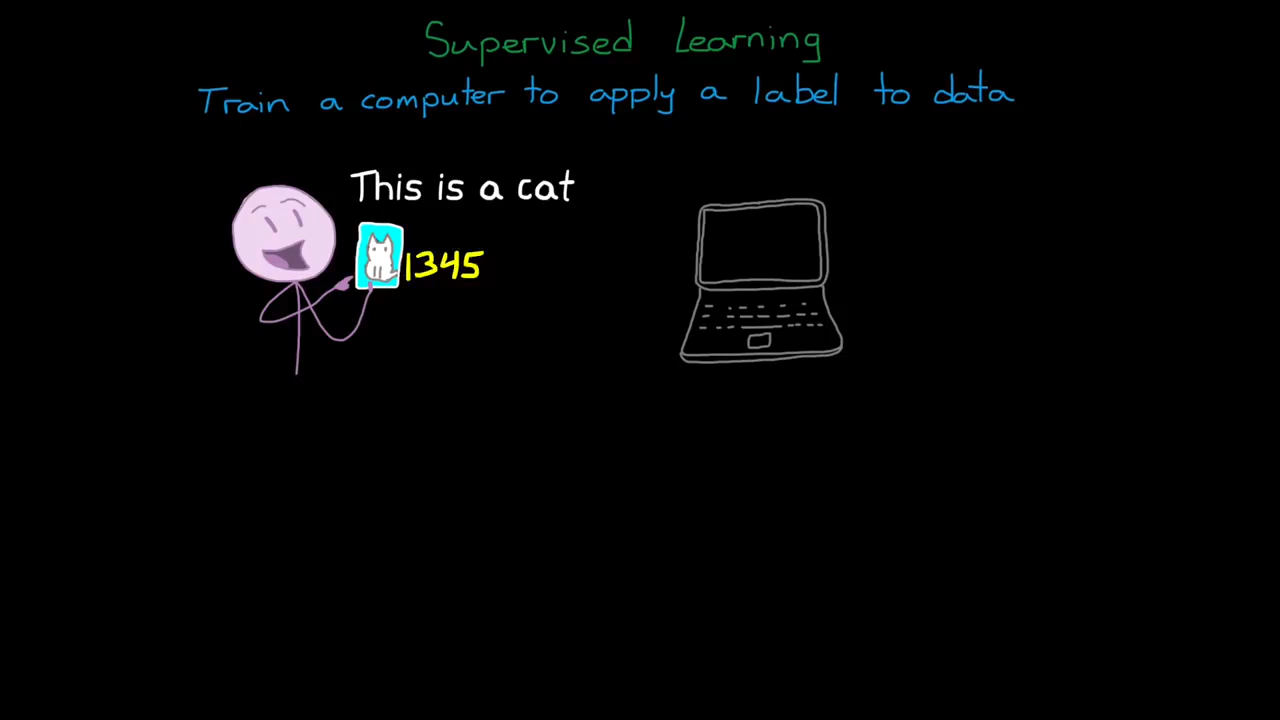 Supervised Learning
Train a computer to apply a label to data
This is a cat
1345